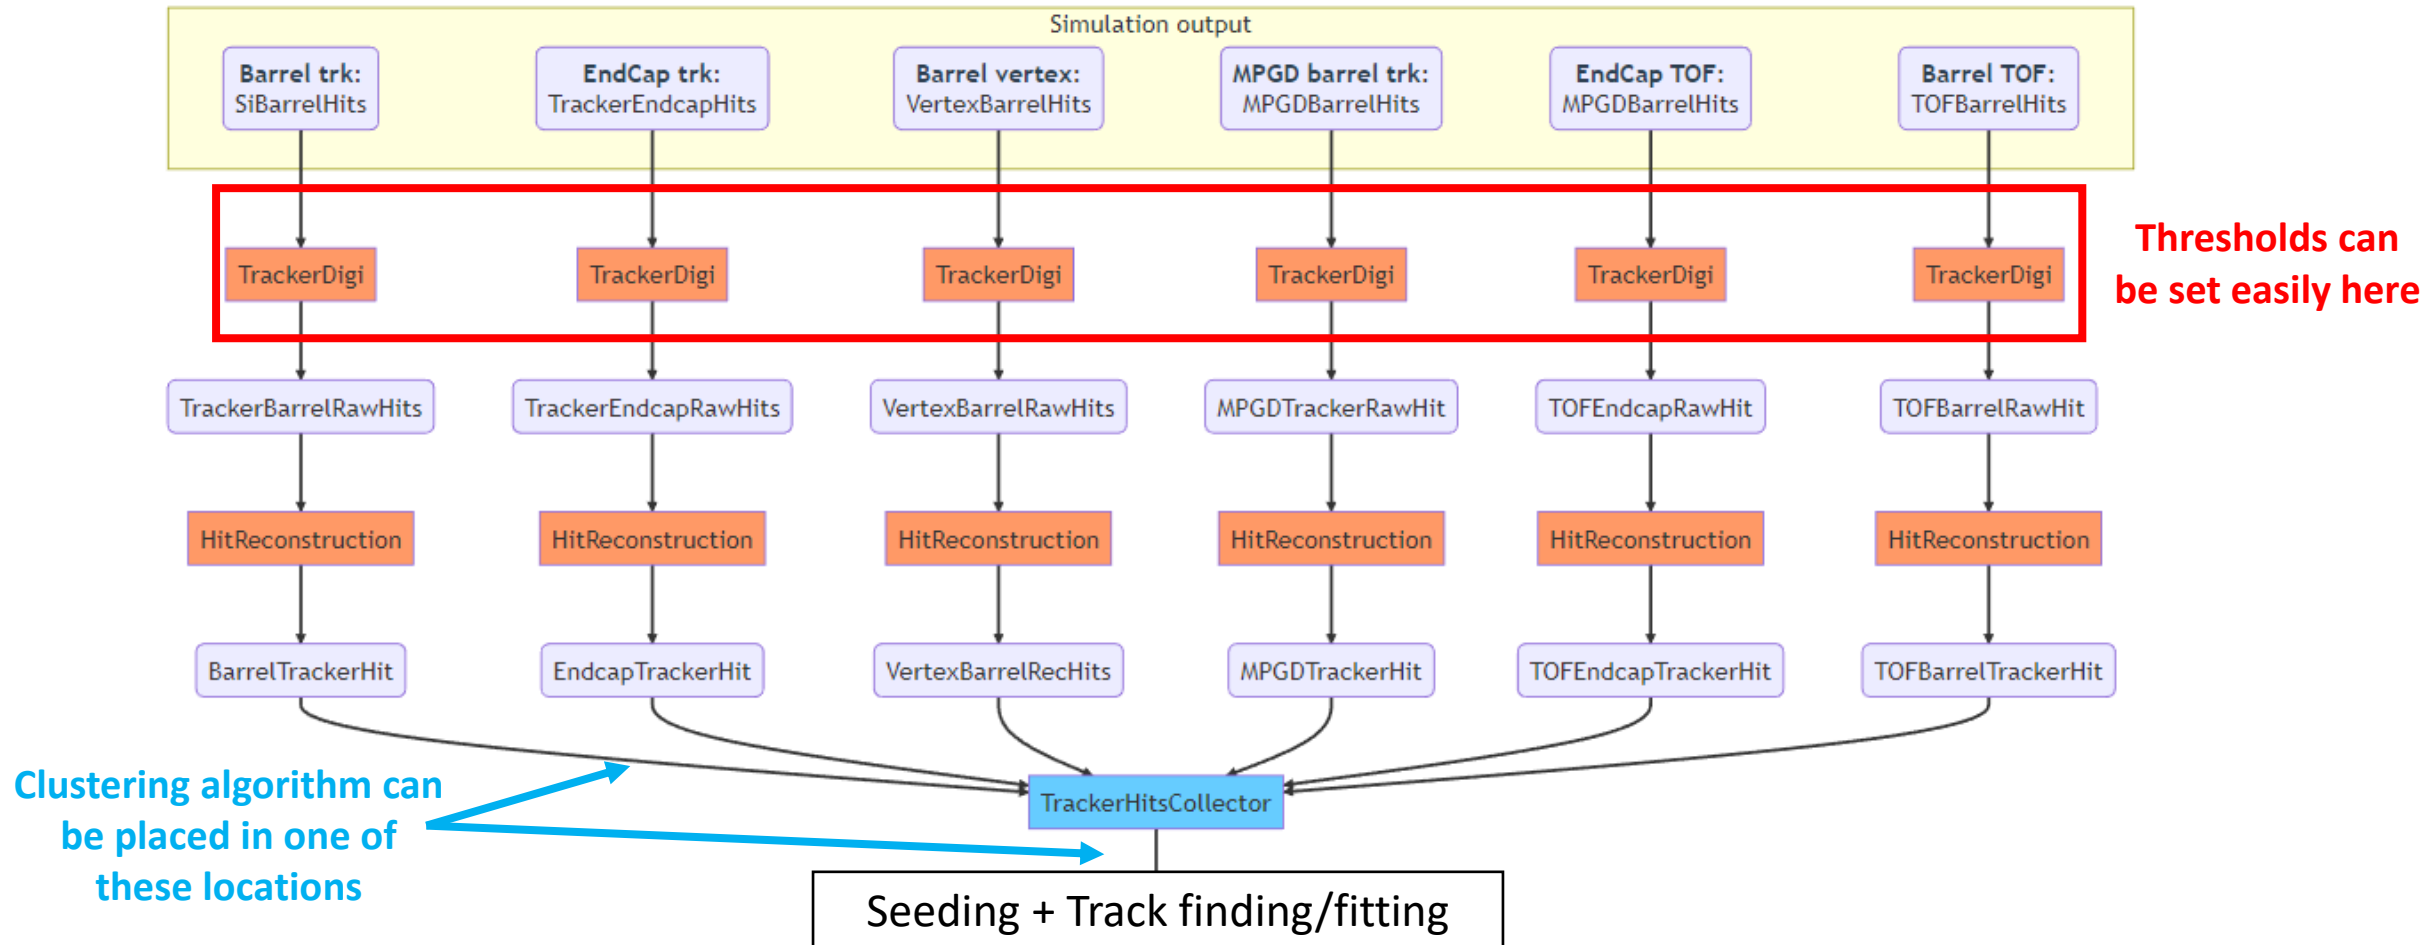 Simulation output
Barrel trk:
SiBarrelHits
EndCap trk:
TrackerEndcapHits
Barrel vertex:
VertexBarrelHits
MPGD barrel trk:
MPGDBarrelHits
EndCap TOF:
MPGDBarrelHits
Barrel TOF:
TOFBarrelHits
TrackerDigi
TrackerDigi
TrackerDigi
TrackerDigi
TrackerDigi
TrackerDigi
Thresholds can
be set easily here
TrackerBarrelRawHits
TrackerEndcapRawHits
VertexBarrelRawHits
MPGDTrackerRawHit
TOFEndcapRawHit
TOFBarrelRawHit
HitReconstruction
HitReconstruction
HitReconstruction
HitReconstruction
HitReconstruction
HitReconstruction
BarrelTrackerHit
EndcapTrackerHit
VertexBarrelRecHits
MPGDTrackerHit
TOFEndcapTrackerHit
TOFBarrelTrackerHit
Clustering algorithm can
be placed in one of
these locations
TrackerHitsCollector
Seeding + Track finding/fitting